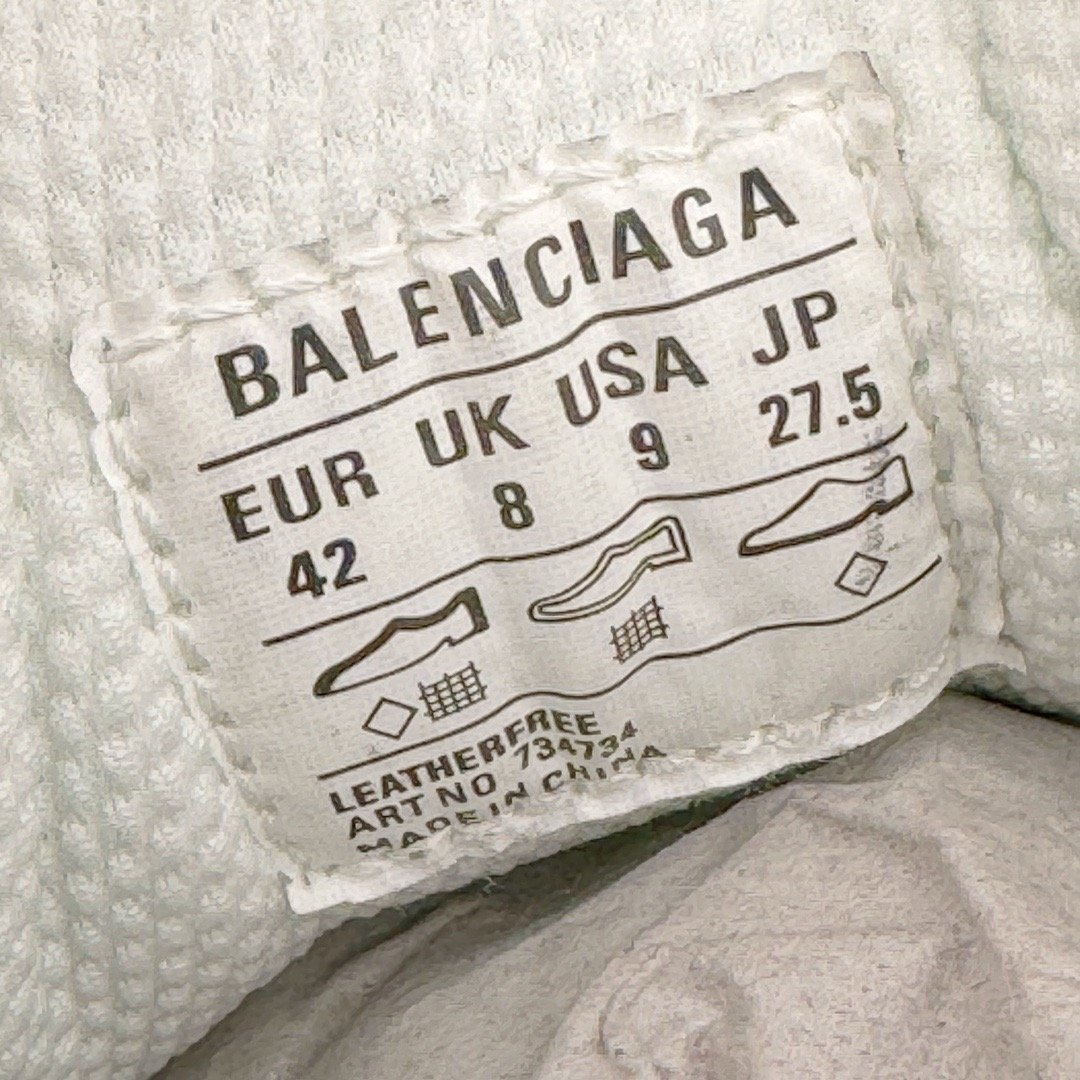 BALENCIAGA
EUR UK USA JP
42 8 9 27.5
LEATHERFREE
ART NO 734734
MADE IN CHINA